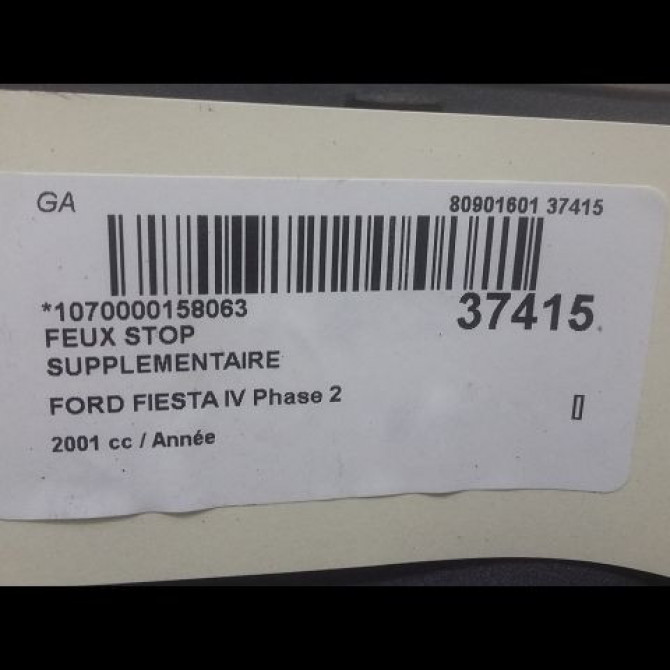 GA 80901601 37415
*1070000158063 37415
FEUX STOP
SUPPLEMENTAIRE
FORD FIESTA IV Phase 2
2001 cc / Année